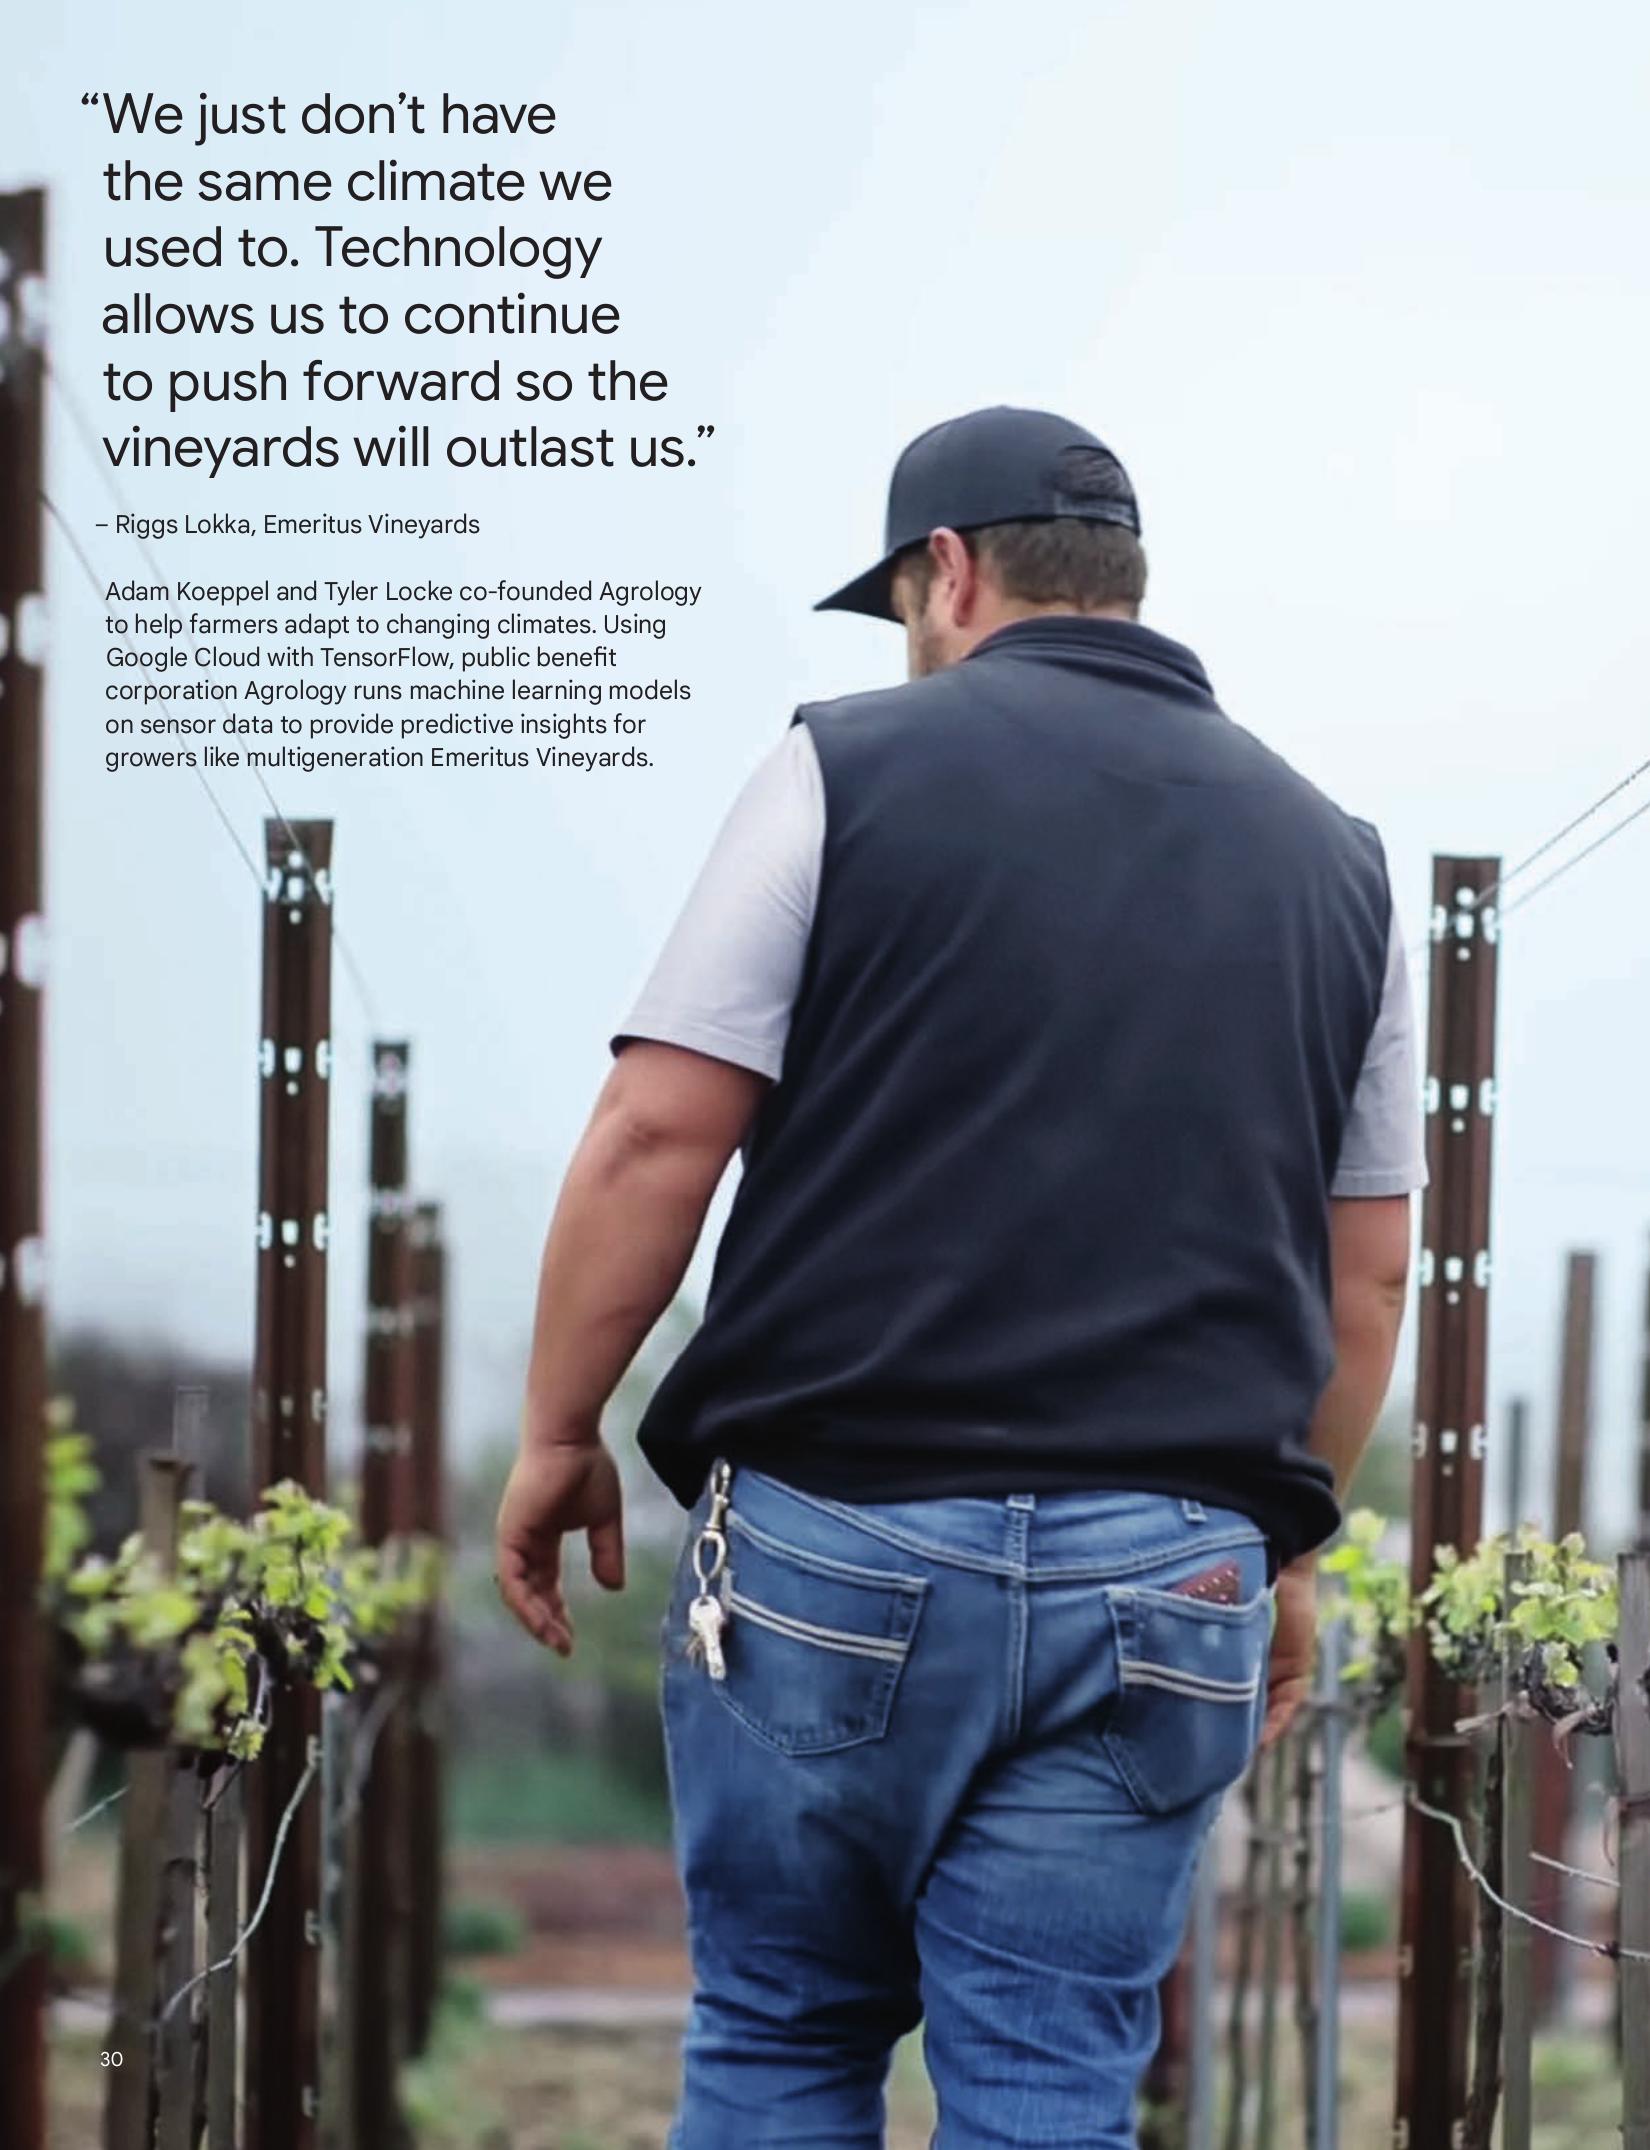 “We just don’t have
the same climate we
used to. Technology
allows us to continue
to push forward so the
vineyards will outlast us.”
– Riggs Lokka, Emeritus Vineyards
Adam Koeppel and Tyler Locke co-founded Agrology
to help farmers adapt to changing climates. Using
Google Cloud with TensorFlow, public benefit
corporation Agrology runs machine learning models
on sensor data to provide predictive insights for
growers like multigeneration Emeritus Vineyards.
30